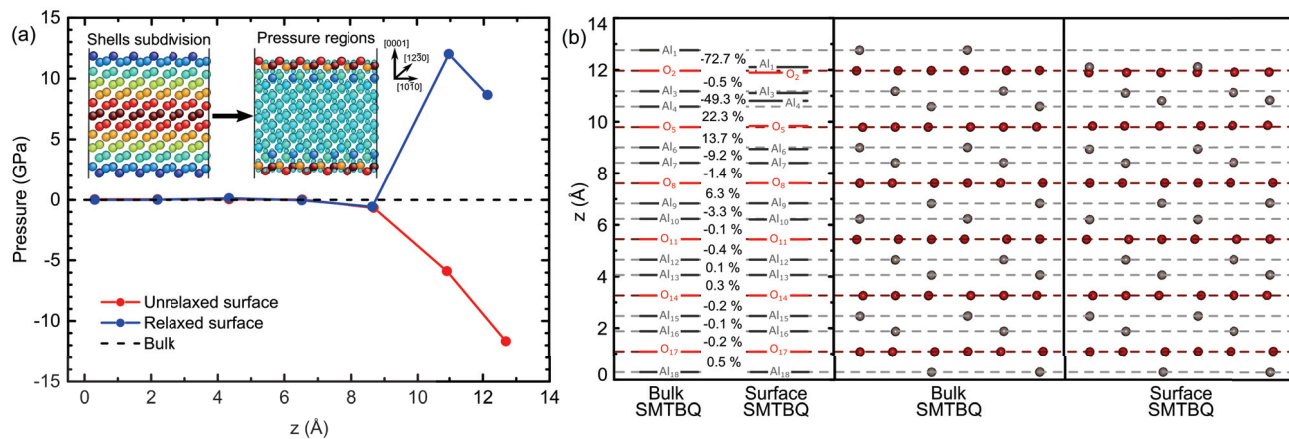 (a)
Shells subdivision
Pressure regions
[0001]
[12̄30]
[101̄0]
15
10
5
0
-5
-10
-15
Pressure (GPa)
Unrelaxed surface
Relaxed surface
Bulk
0 2 4 6 8 10 12 14
z (Å)
(b)
14
12
10
8
6
4
2
0
z (Å)
Al1
-72.7 %
Al1
O2
O2
-0.5 %
Al3
Al3
-49.3 %
Al4
Al4
22.3 %
O5
O5
13.7 %
Al6
Al6
-9.2 %
Al7
Al7
-1.4 %
O8
O8
6.3 %
Al9
Al9
-3.3 %
Al10
Al10
-0.1 %
O11
O11
-0.4 %
Al12
Al12
0.1 %
Al13
Al13
0.3 %
O14
O14
-0.2 %
Al15
Al15
-0.1 %
Al16
Al16
-0.2 %
O17
O17
0.5 %
Al18
Al18
Bulk
SMTBQ
Surface
SMTBQ
Bulk
SMTBQ
Surface
SMTBQ